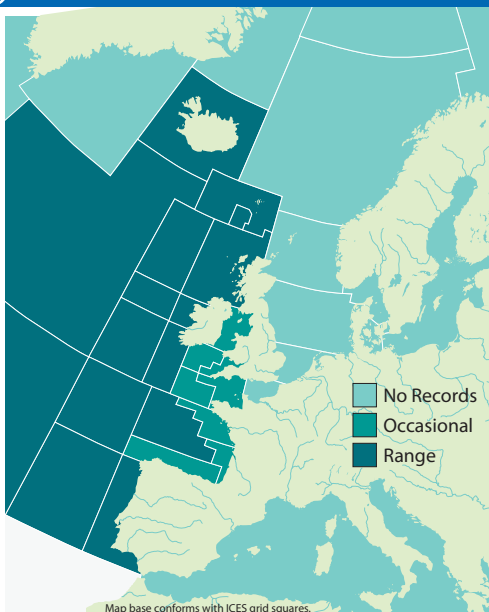 No Records
Occasional
Range
Map base conforms with ICES grid squares.